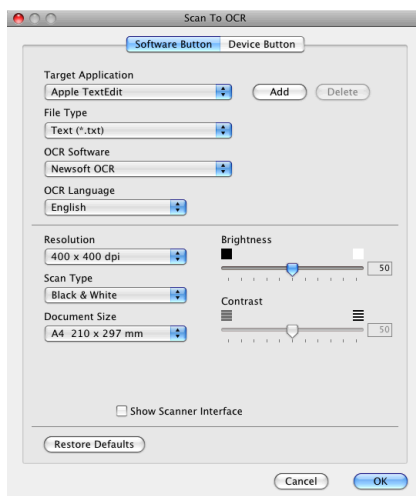 Scan To OCR
Software Button Device Button
Target Application
Apple TextEdit Add Delete
File Type
Text (*.txt)
OCR Software
Newsoft OCR
OCR Language
English
Resolution Brightness
400 x 400 dpi 50
Scan Type
Black & White Contrast
Document Size
A4 210 x 297 mm 50
Show Scanner Interface
Restore Defaults
Cancel OK